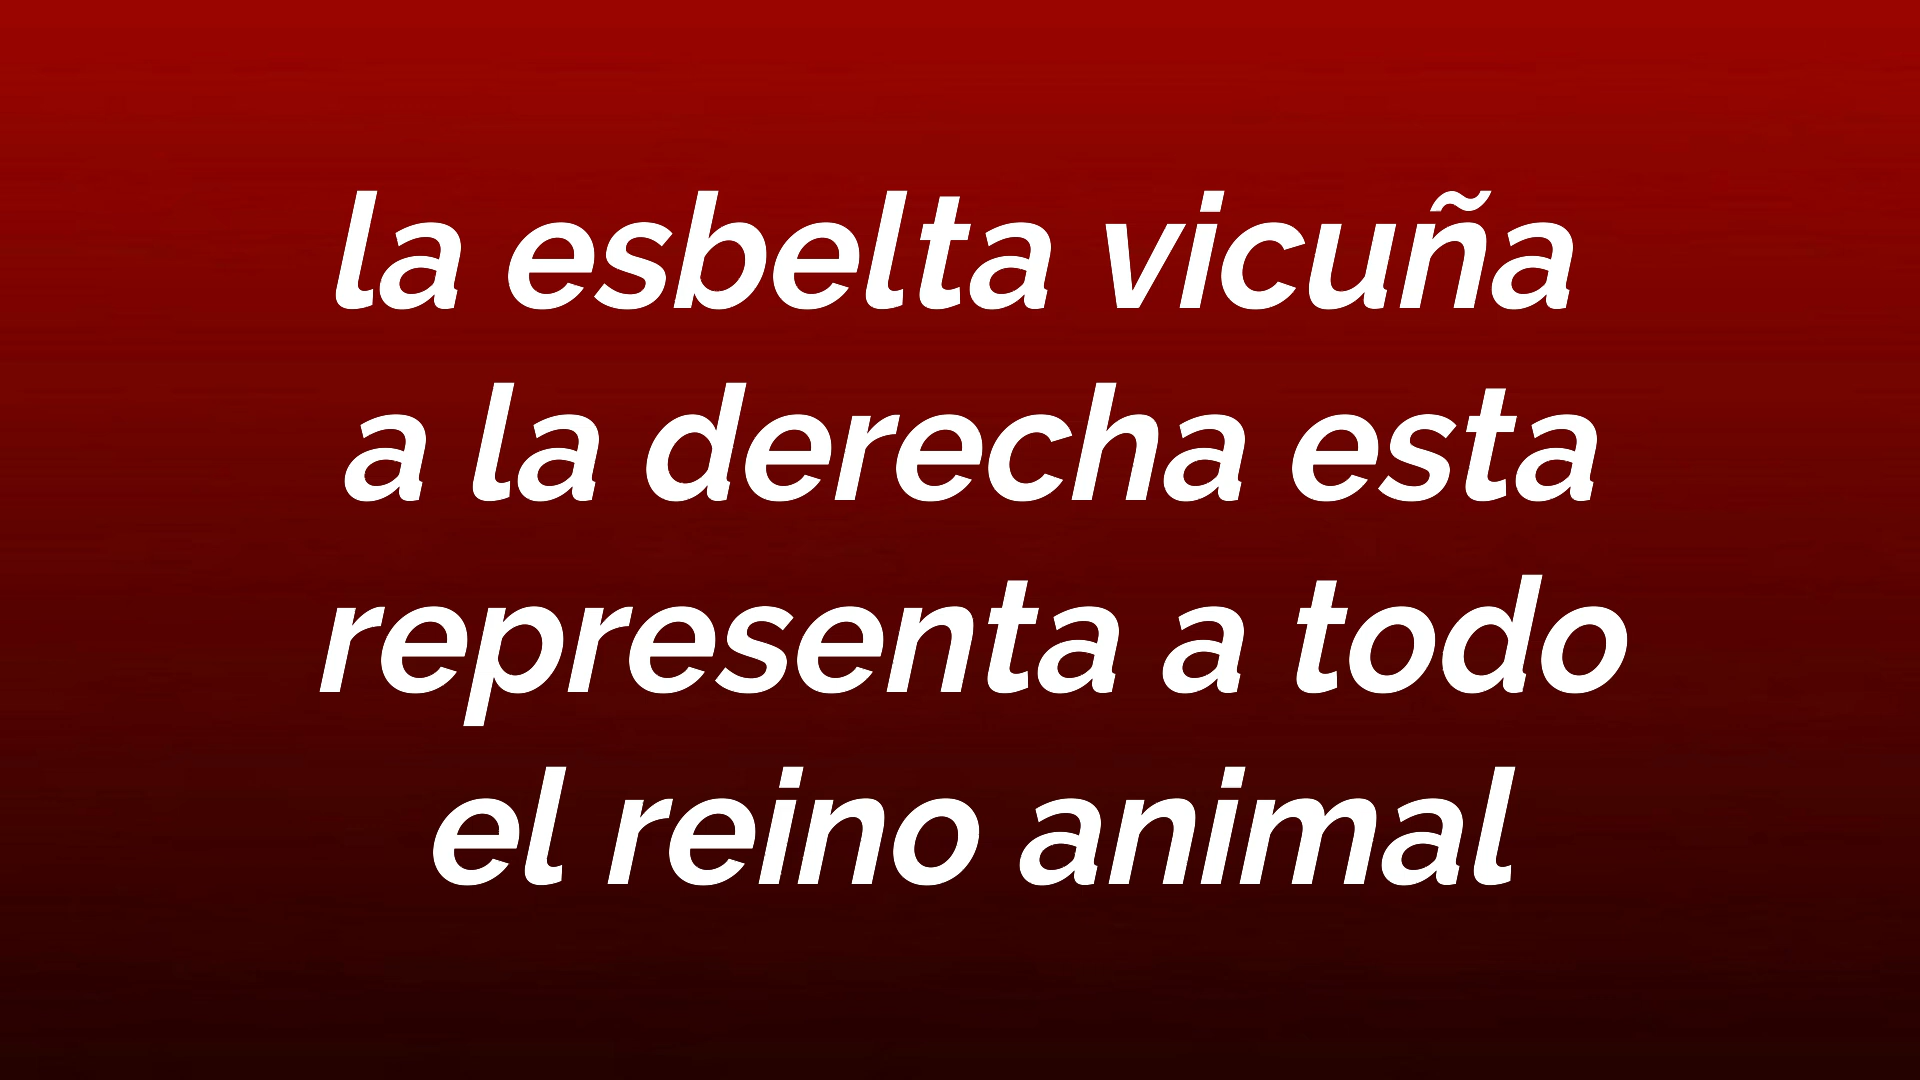 la esbelta vicuña
a la derecha esta
representa a todo
el reino animal